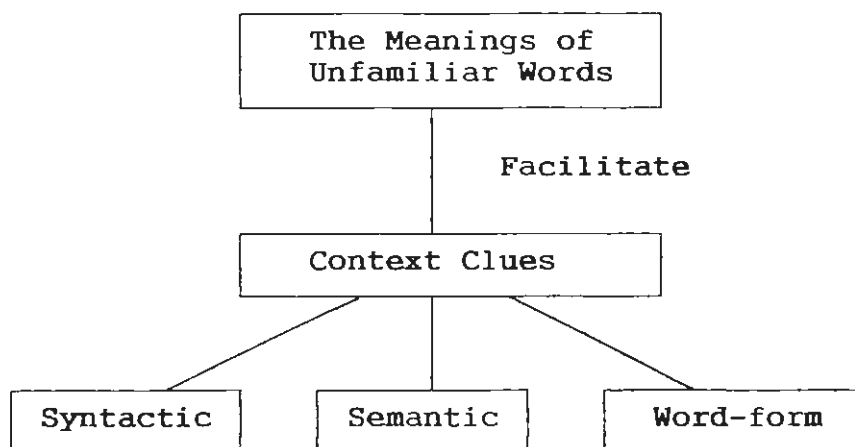 The Meanings of
Unfamiliar Words
Facilitate
Context Clues
Syntactic
Semantic
Word-form